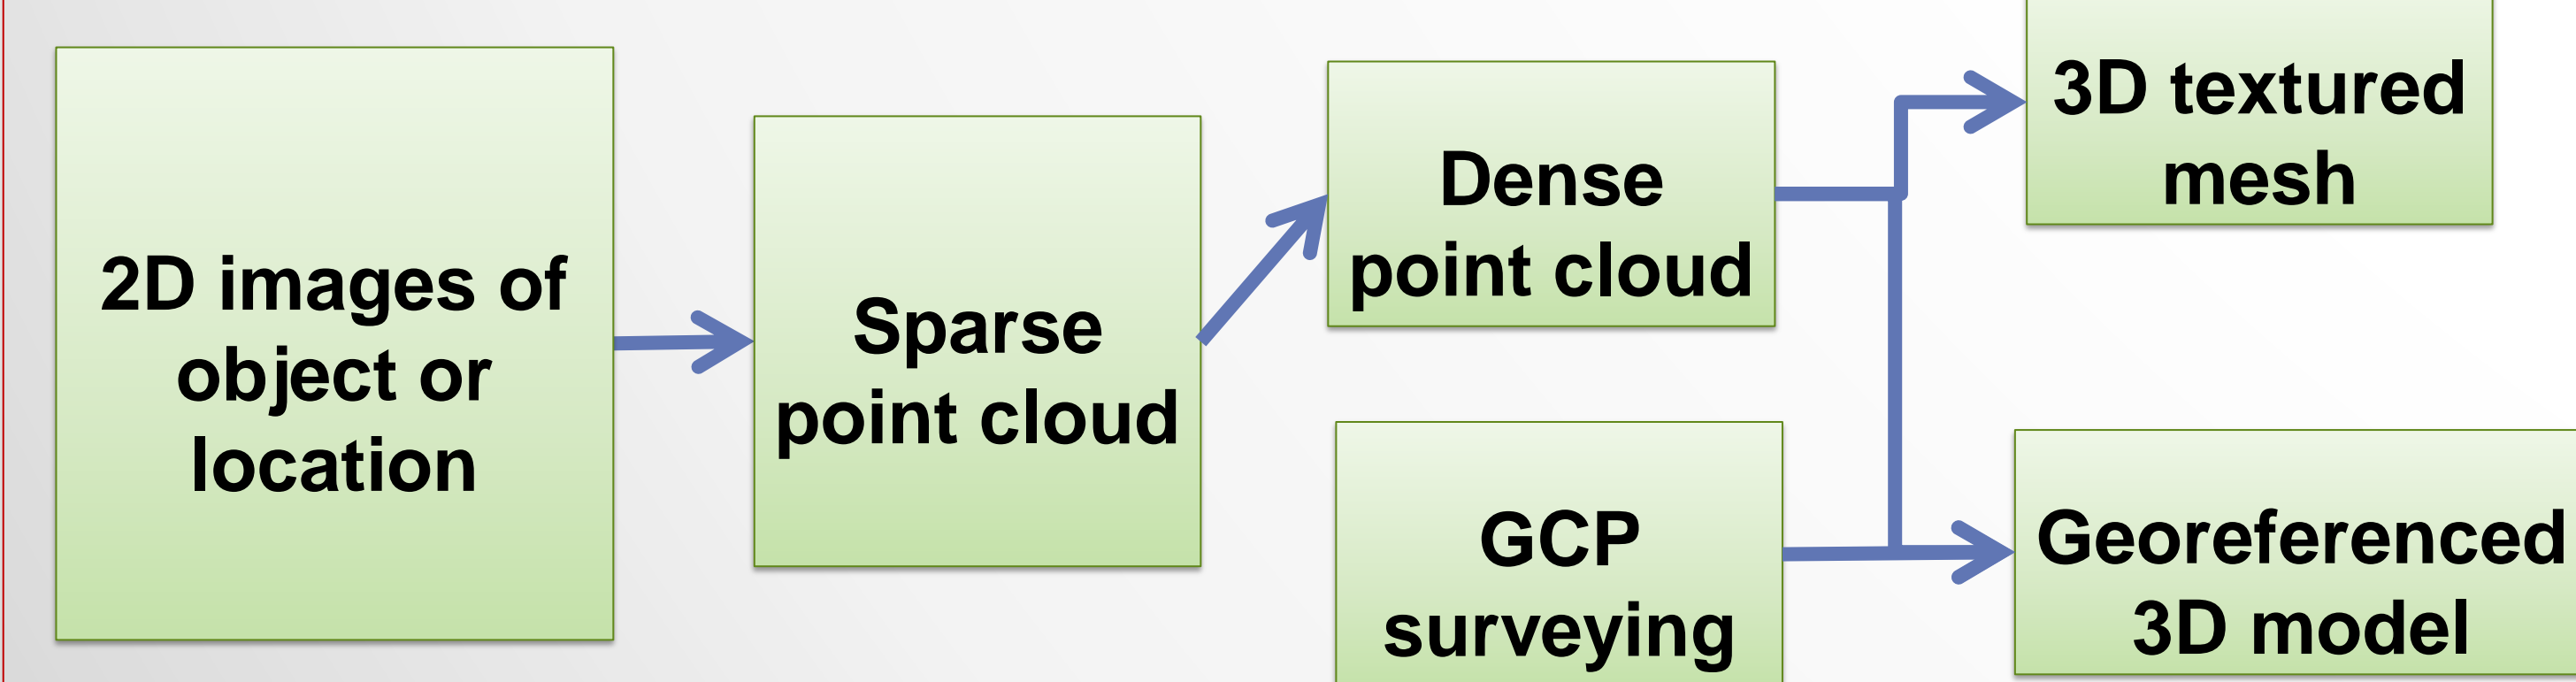 2D images of
object or
location
Sparse
point cloud
Dense
point cloud
3D textured
mesh
GCP
surveying
Georeferenced
3D model